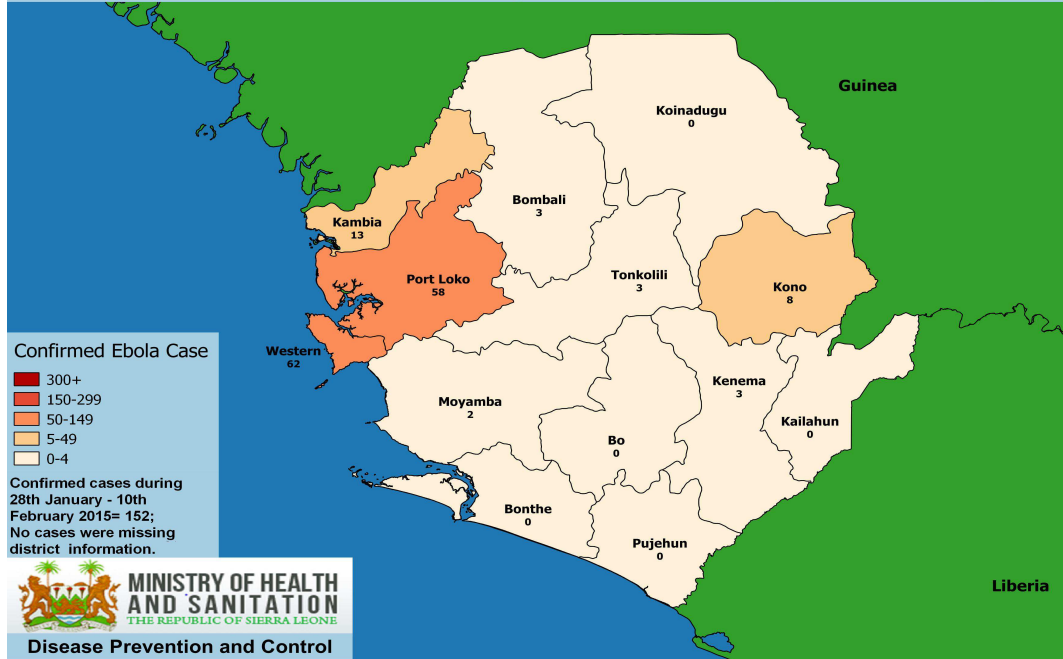 Guinea
Koinadugu
0
Bombali
3
Kambia
13
Port Loko
58
Tonkolili
3
Kono
8
Western
62
Kenema
3
Moyamba
2
Kailahun
0
Bo
0
Bonthe
0
Pujehun
0
Liberia
Confirmed Ebola Case
300+
150-299
50-149
5-49
0-4
Confirmed cases during
28th January - 10th
February 2015= 152;
No cases were missing
district information.
MINISTRY OF HEALTH
AND SANITATION
THE REPUBLIC OF SIERRA LEONE
Disease Prevention and Control